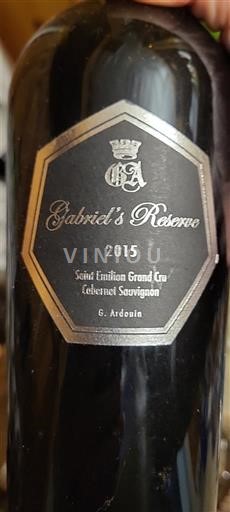 GA
Gabriel's Reserve
2015
VINIOU
Saint Emilion Grand Cru
Cabernet Sauvignon
G. Ardouin